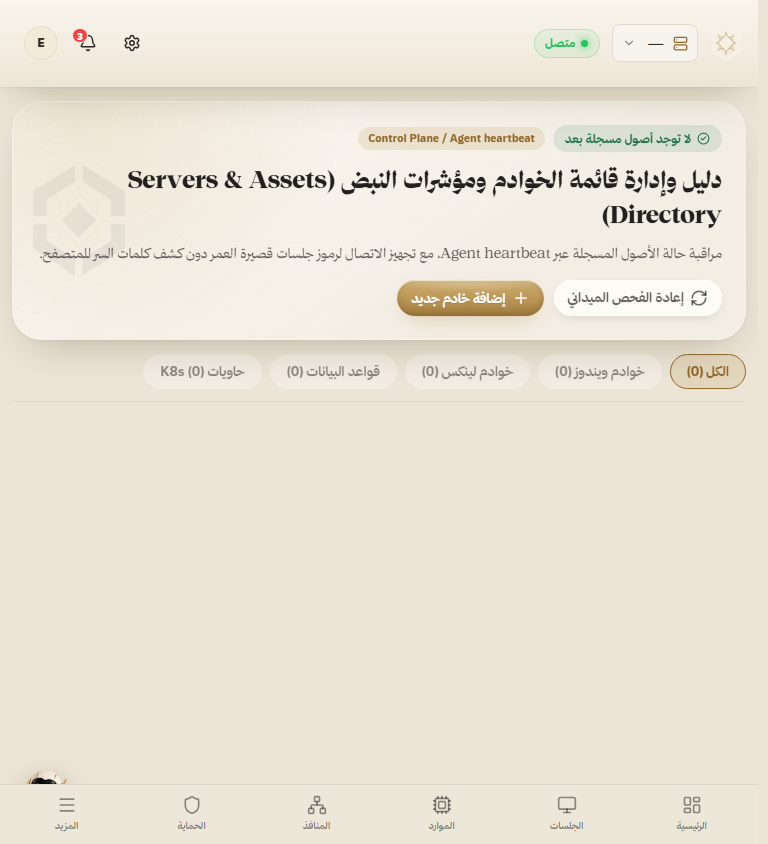 — متصل 3 E
لا توجد أصول مسجلة بعد Control Plane / Agent heartbeat
دليل وإدارة قائمة الخوادم ومؤشرات النبض (Servers & Assets
Directory)
مراقبة حالة الأصول المسجلة عبر Agent heartbeat، مع تجهيز الاتصال لرموز جلسات قصيرة العمر دون كشف كلمات السر للمتصفح.
إعادة الفحص الميداني إضافة خادم جديد
الكل (0) خوادم ويندوز (0) خوادم لينكس (0) قواعد البيانات (0) حاويات K8s (0)
الرئيسية الجلسات الموارد المنافذ الحماية المزيد